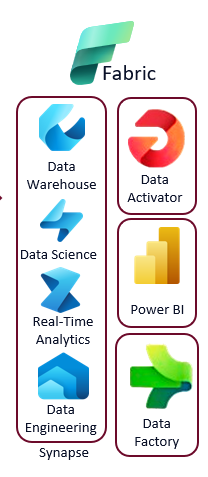 Fabric
Data
Warehouse
Data Science
Real-Time
Analytics
Data
Engineering
Synapse
Data
Activator
Power BI
Data
Factory